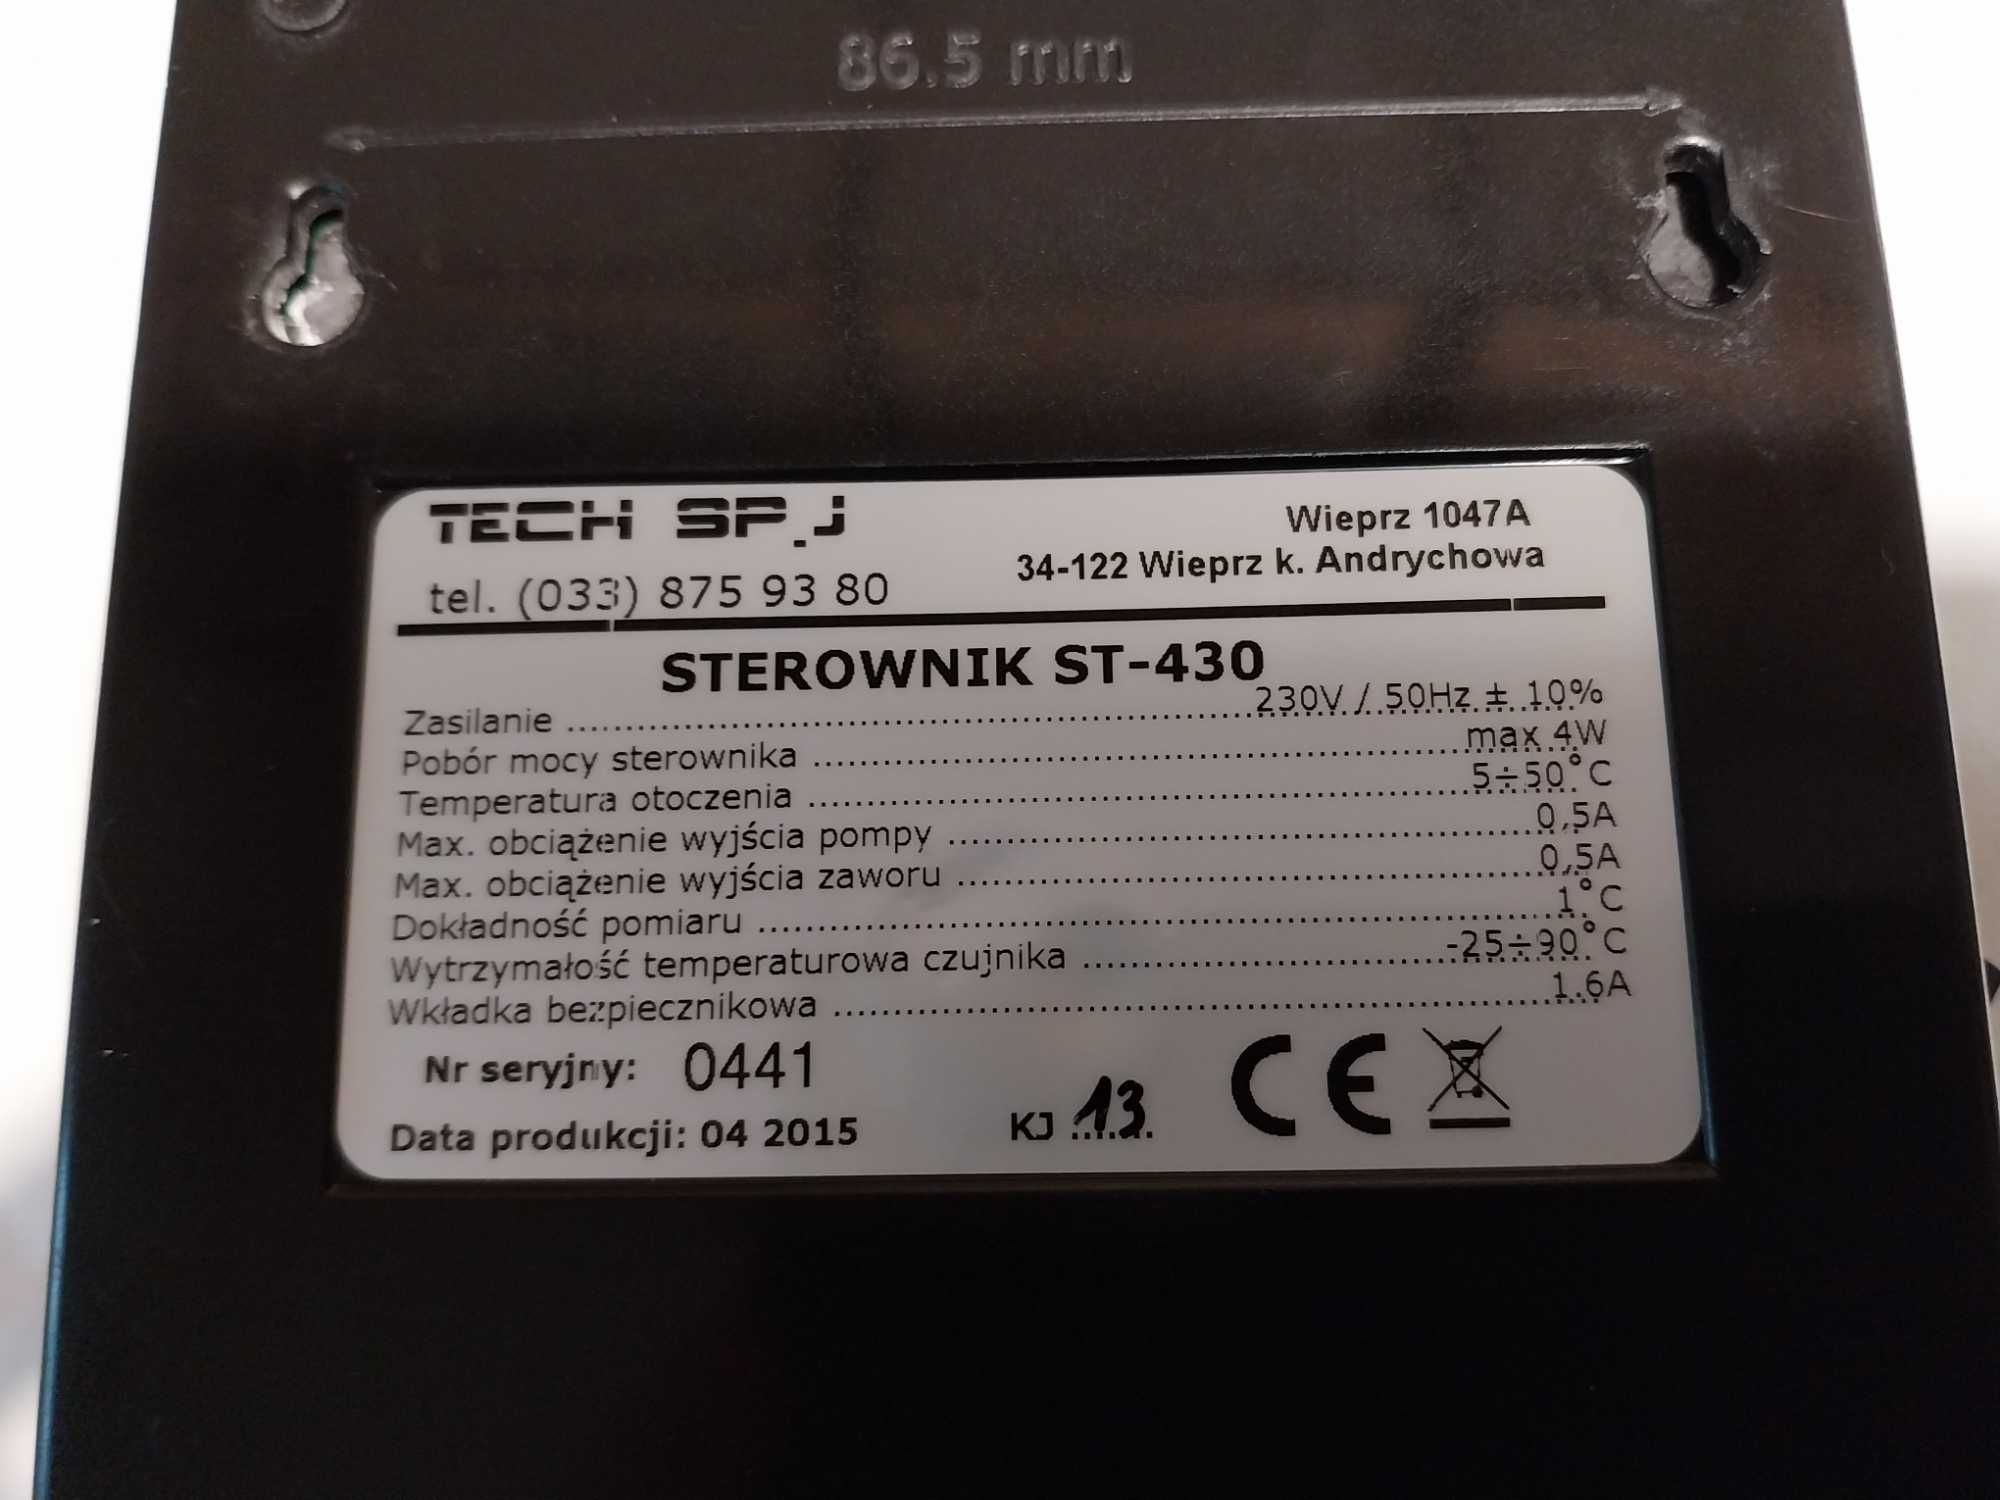 86.5 mm
TECH SP.J
Wieprz 1047A
34-122 Wieprz k. Andrychowa
tel. (033) 875 93 80
STEROWNIK ST-430
Zasilanie ........ 230V / 50Hz ± 10%
Pobór mocy sterownika ........ max 4W
Temperatura otoczenia ........ 5÷50°C
Max. obciążenie wyjścia pompy ........ 0,5A
Max. obciążenie wyjścia zaworu ........ 0,5A
Dokładność pomiaru ........ 1°C
Wytrzymałość temperaturowa czujnika ........ -25÷90°C
Wkładka bezpiecznikowa ........ 1.6A
Nr seryjny: 0441
Data produkcji: 04 2015
KJ 13
CE